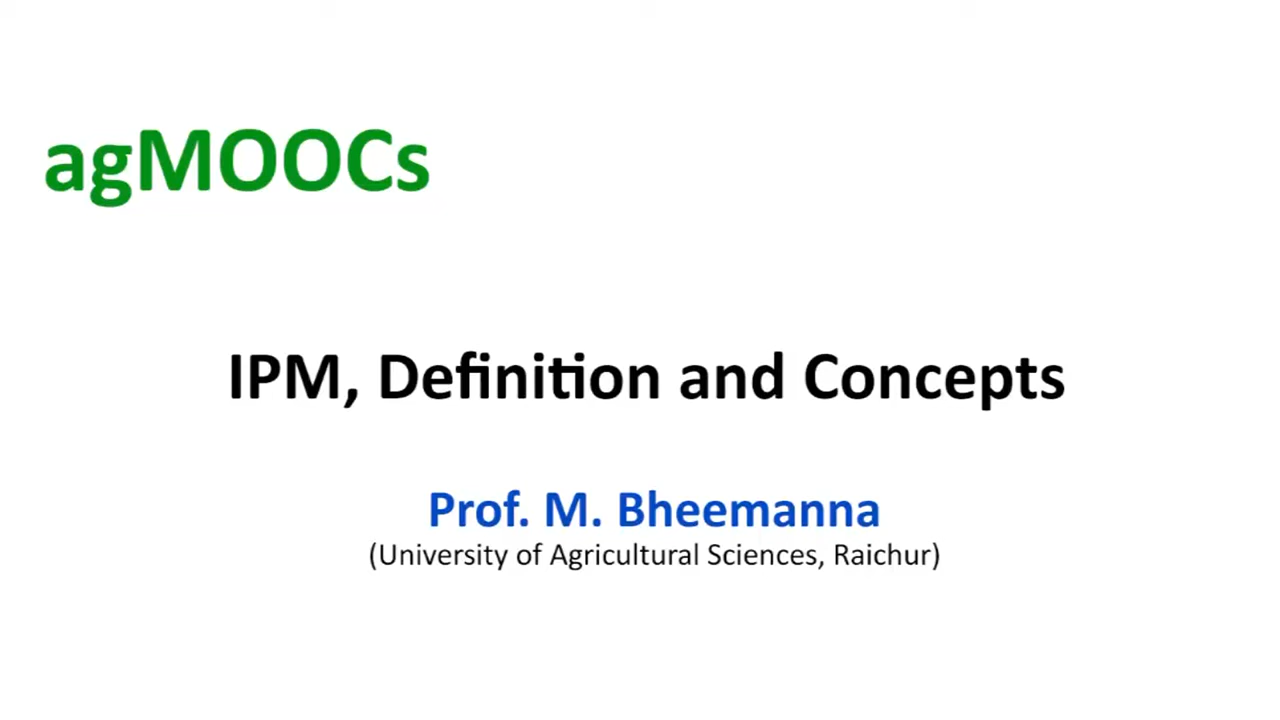 agMOOCs
IPM, Definition and Concepts
Prof. M. Bheemanna
(University of Agricultural Sciences, Raichur)